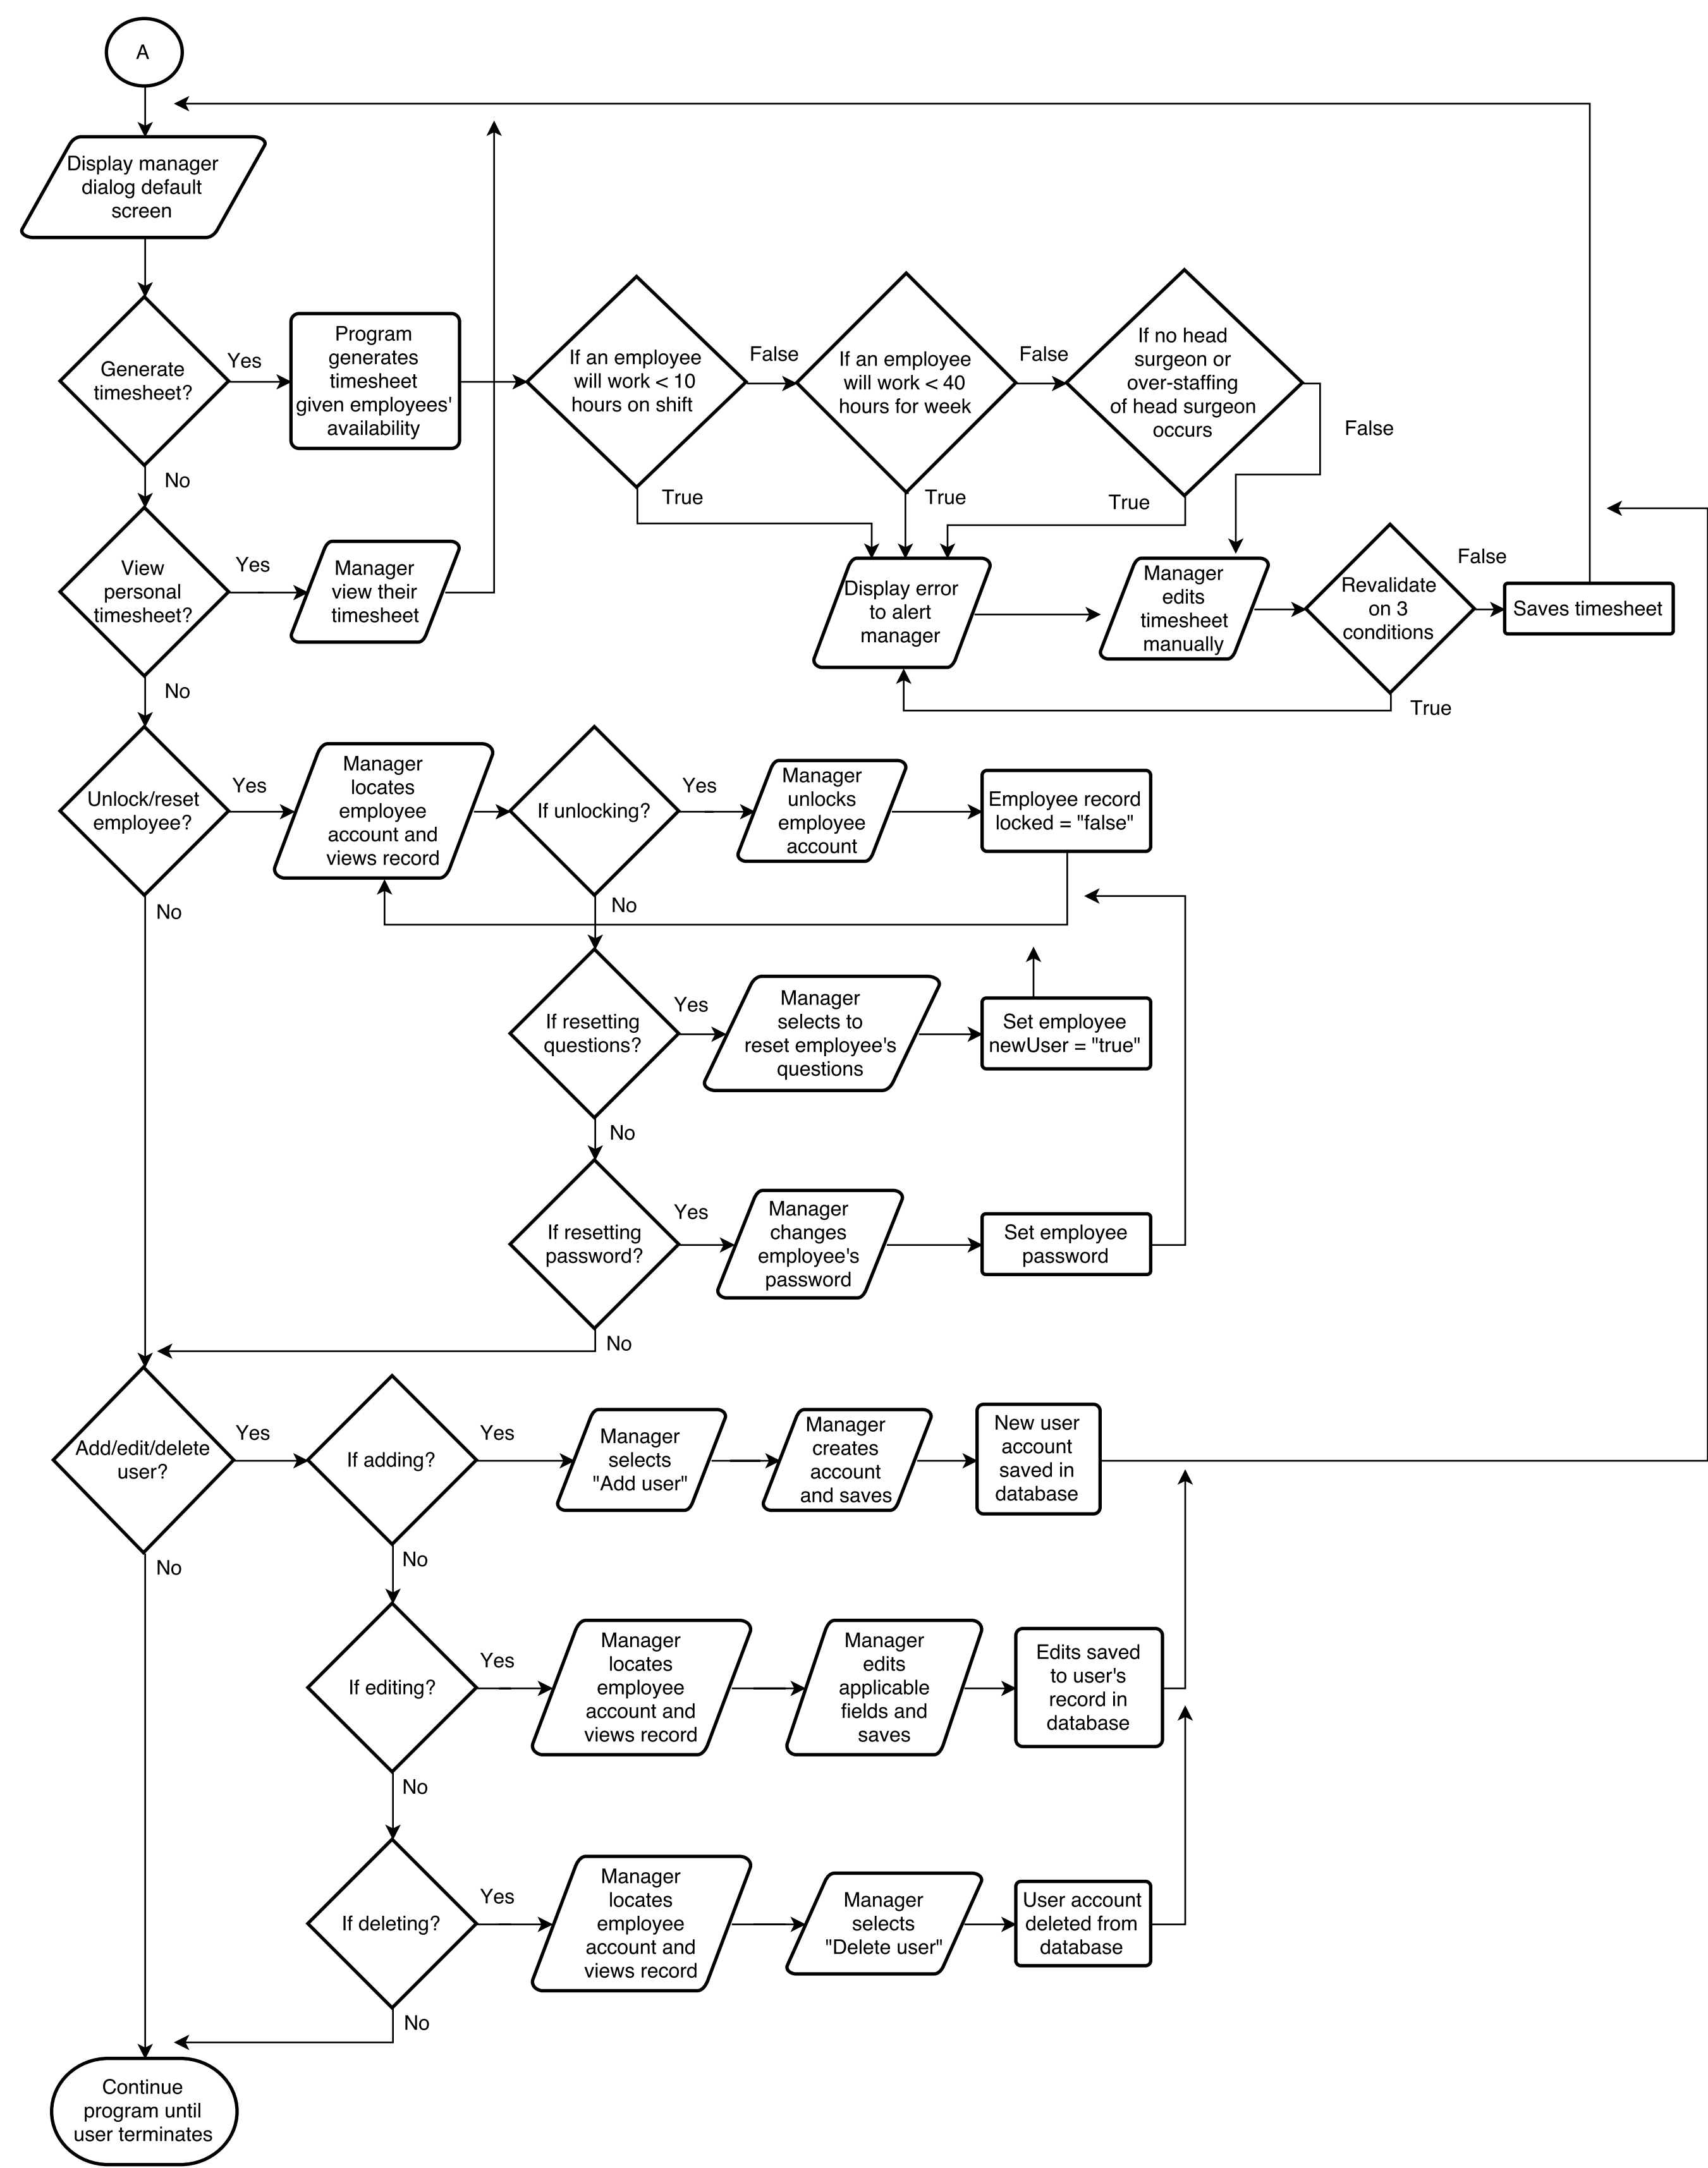 A
Display manager
dialog default
screen
Generate
timesheet?
Yes
Program
generates
timesheet
given employees'
availability
If an employee
will work < 10
hours on shift
False
If an employee
will work < 40
hours for week
False
If no head
surgeon or
over-staffing
of head surgeon
occurs
False
No
True
True
True
View
personal
timesheet?
Yes
Manager
view their
timesheet
Display error
to alert
manager
Manager
edits
timesheet
manually
Revalidate
on 3
conditions
False
Saves timesheet
True
No
Unlock/reset
employee?
Yes
Manager
locates
employee
account and
views record
If unlocking?
Yes
Manager
unlocks
employee
account
Employee record
locked = "false"
No
No
If resetting
questions?
Yes
Manager
selects to
reset employee's
questions
Set employee
newUser = "true"
No
If resetting
password?
Yes
Manager
changes
employee's
password
Set employee
password
No
Add/edit/delete
user?
Yes
If adding?
Yes
Manager
selects
"Add user"
Manager
creates
account
and saves
New user
account
saved in
database
No
No
If editing?
Yes
Manager
locates
employee
account and
views record
Manager
edits
applicable
fields and
saves
Edits saved
to user's
record in
database
No
If deleting?
Yes
Manager
locates
employee
account and
views record
Manager
selects
"Delete user"
User account
deleted from
database
No
Continue
program until
user terminates